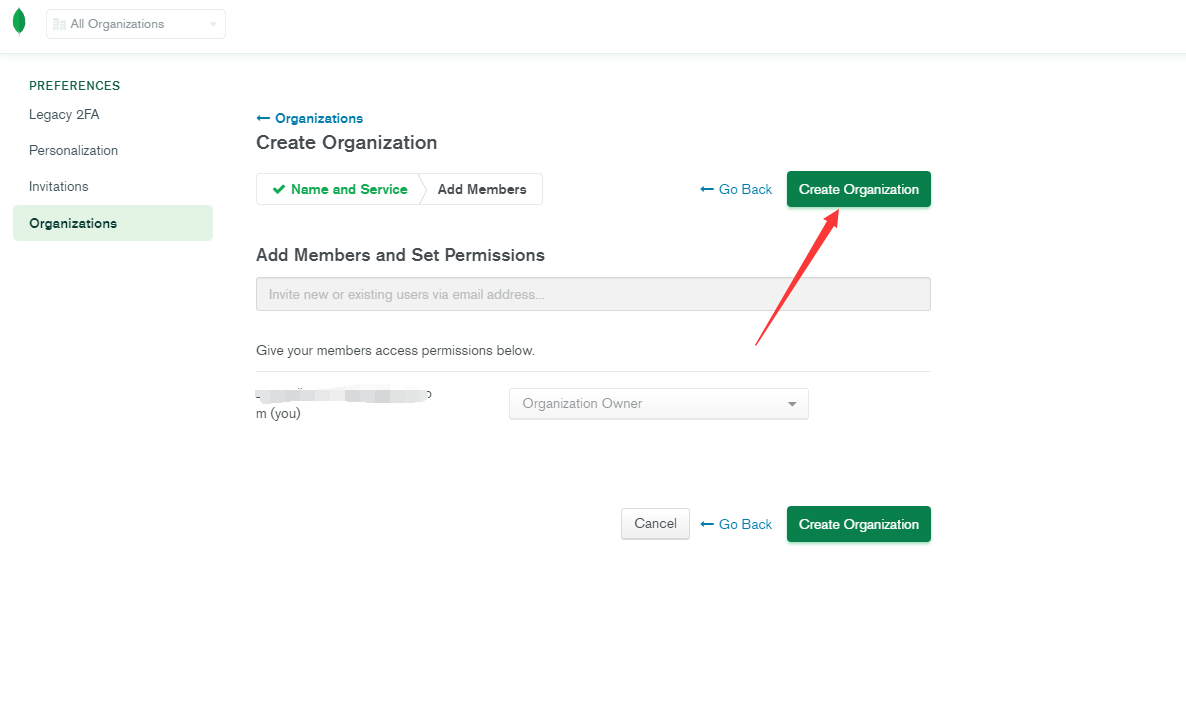 All Organizations
PREFERENCES
Legacy 2FA
Personalization
Invitations
Organizations
← Organizations
Create Organization
Name and Service
Add Members
← Go Back
Create Organization
Add Members and Set Permissions
Invite new or existing users via email address...
Give your members access permissions below.
m (you)
Organization Owner
Cancel
← Go Back
Create Organization